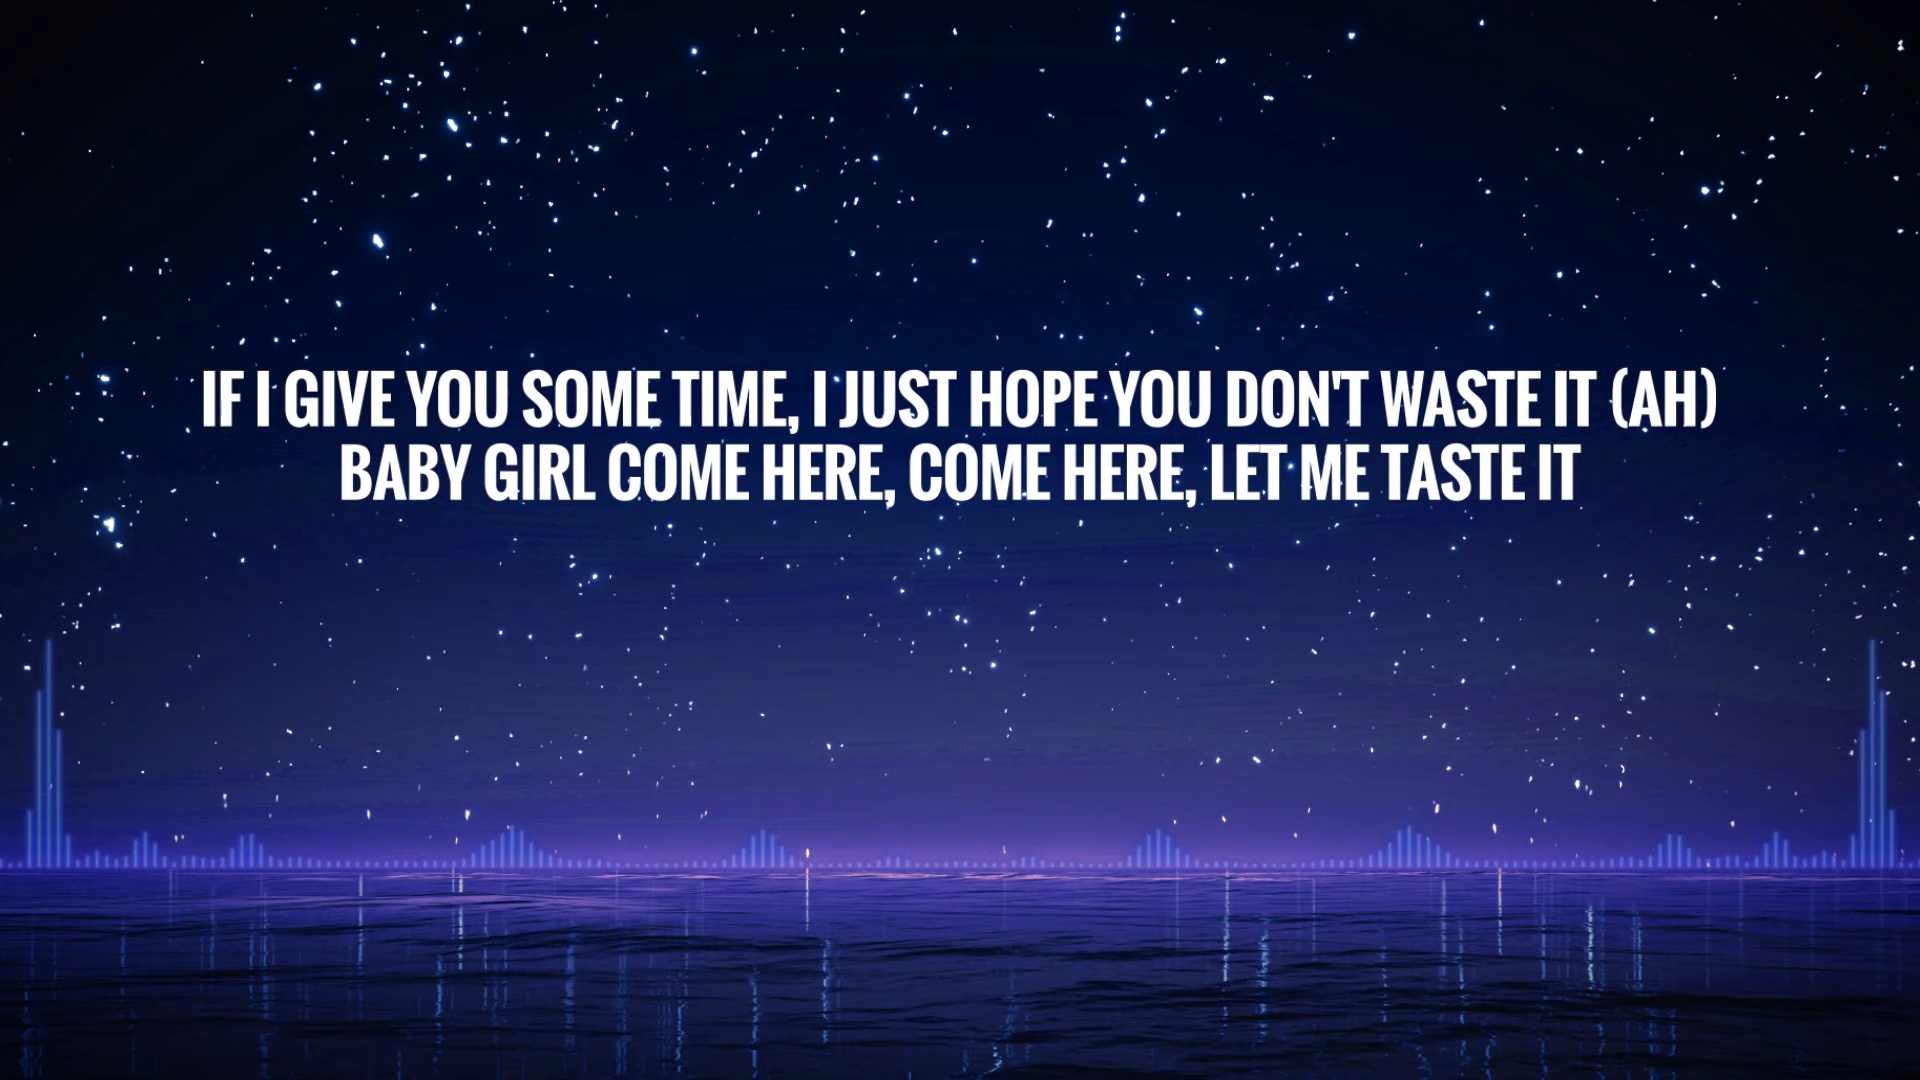 IF I GIVE YOU SOME TIME, I JUST HOPE YOU DON'T WASTE IT (AH)
BABY GIRL COME HERE, COME HERE, LET ME TASTE IT